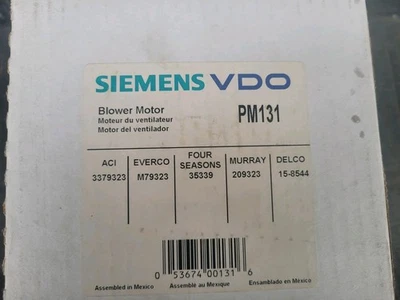 SIEMENS VDO
Blower Motor
Moteur du ventilateur
Motor del ventilador
PM131
ACI EVERCO FOUR SEASONS MURRAY DELCO
3379323 M79323 35339 209323 15-8544
0 53674 00131 6
Assembled in Mexico Assemblé au Mexique Ensamblado en México